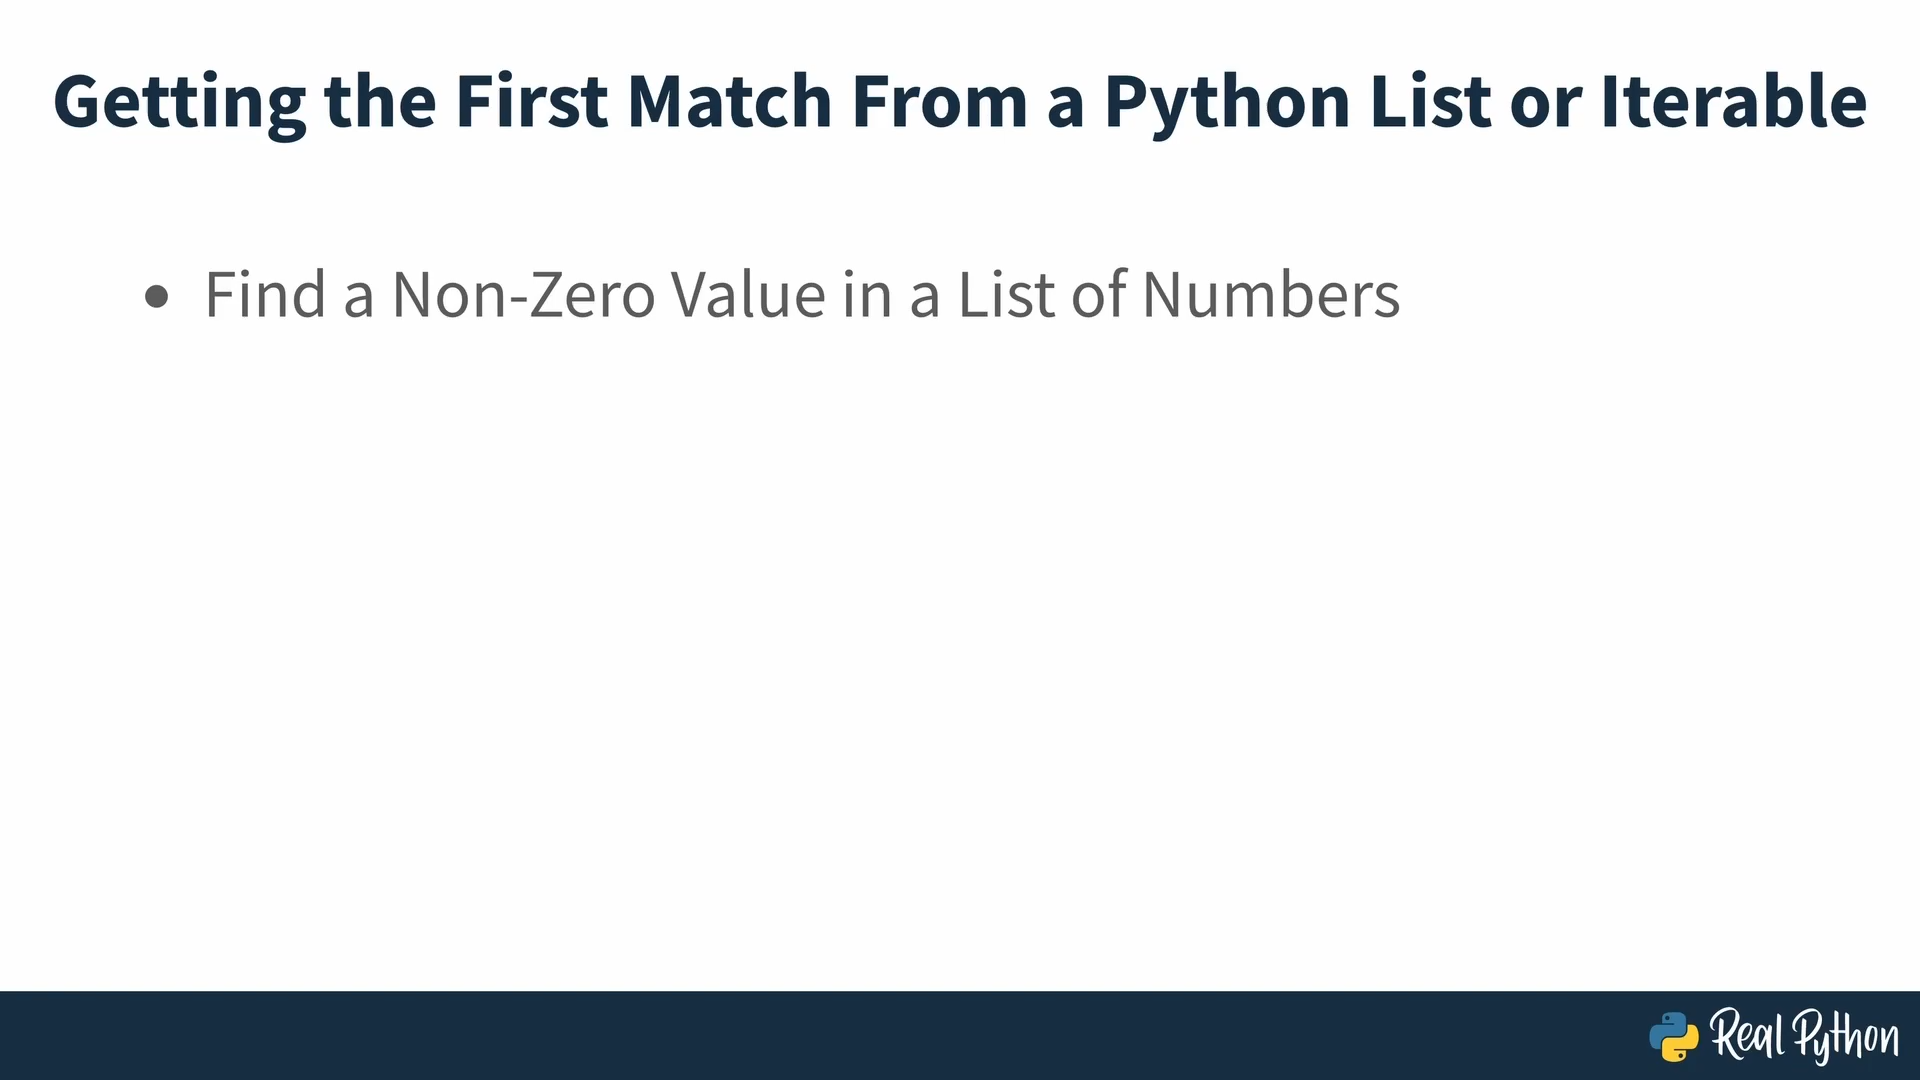 Getting the First Match From a Python List or Iterable
• Find a Non-Zero Value in a List of Numbers
Real Python